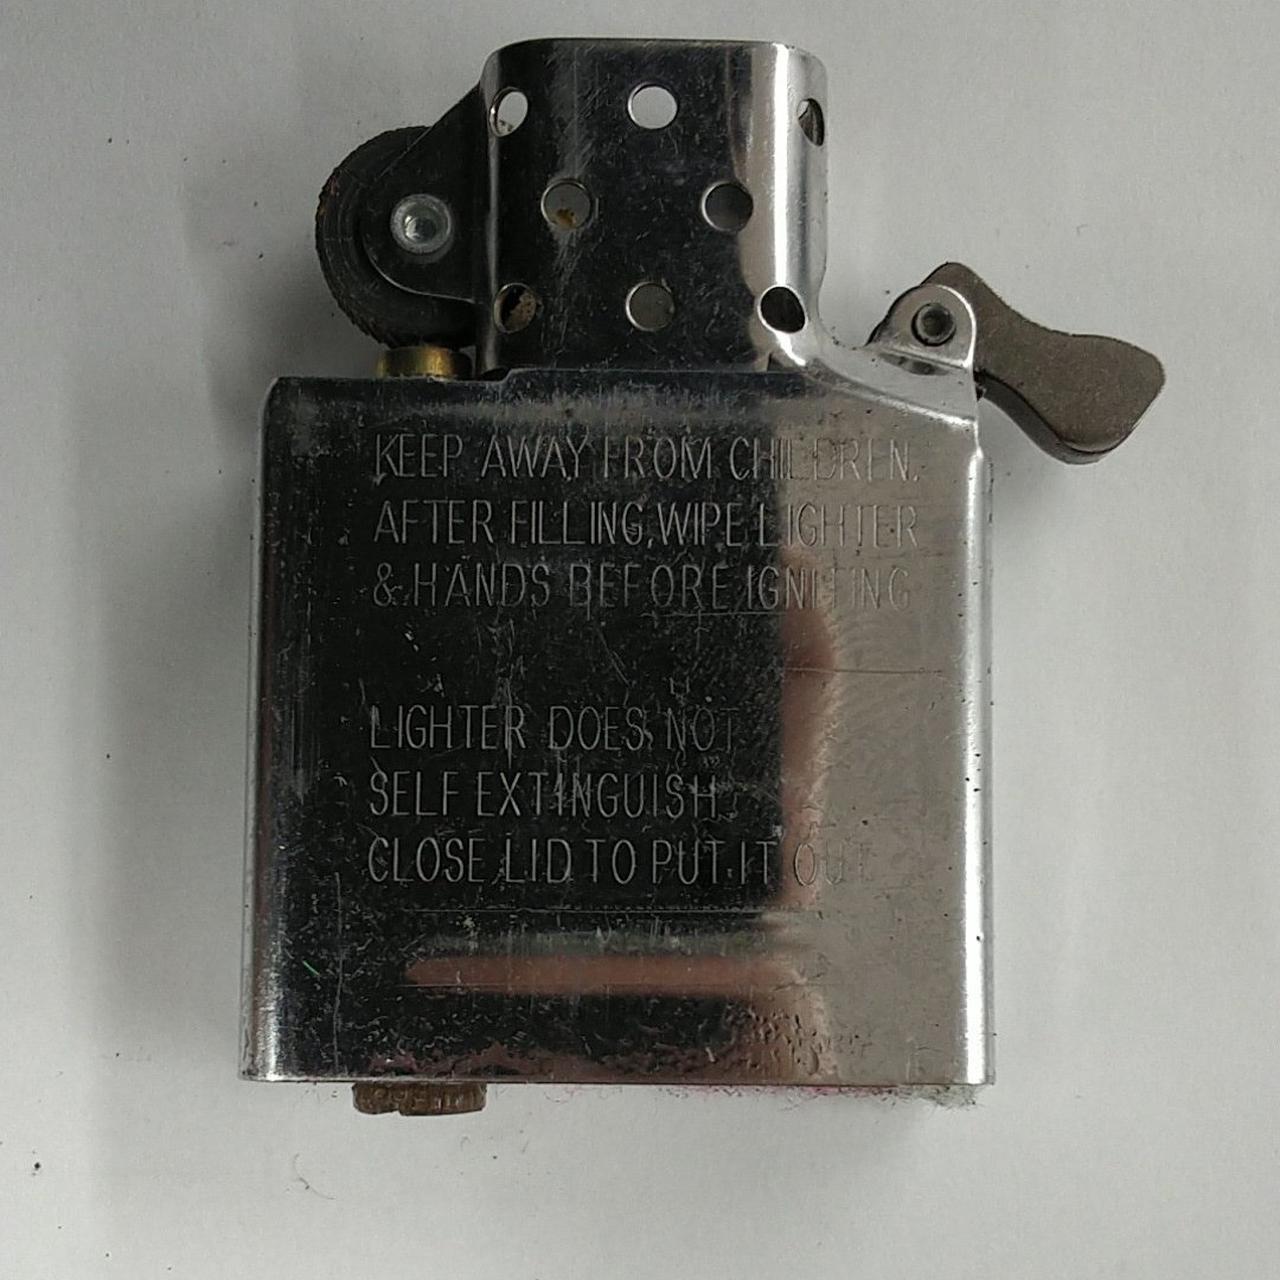 KEEP AWAY FROM CHILDREN.
AFTER FILLING, WIPE LIGHTER
& HANDS BEFORE IGNITING
LIGHTER DOES NOT
SELF EXTINGUISH
CLOSE LID TO PUT IT OUT